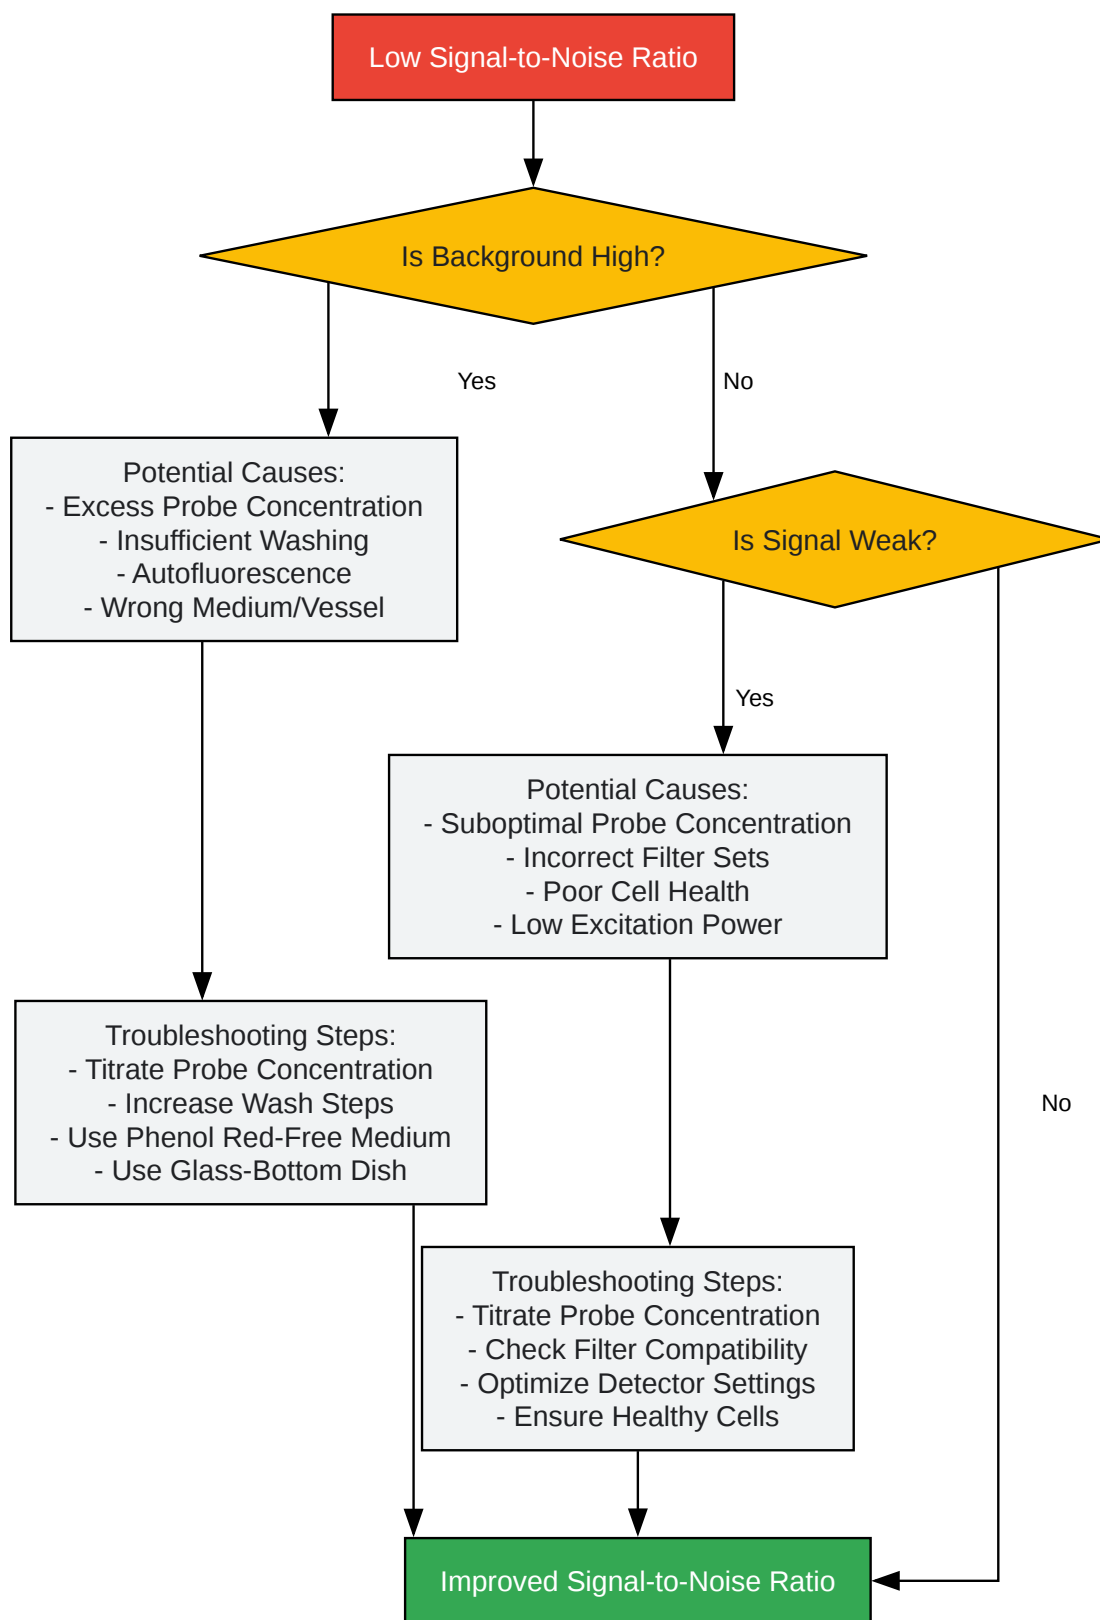 Low Signal-to-Noise Ratio
Is Background High?
Yes
No
Potential Causes:
- Excess Probe Concentration
- Insufficient Washing
- Autofluorescence
- Wrong Medium/Vessel
Is Signal Weak?
Yes
Potential Causes:
- Suboptimal Probe Concentration
- Incorrect Filter Sets
- Poor Cell Health
- Low Excitation Power
Troubleshooting Steps:
- Titrate Probe Concentration
- Increase Wash Steps
- Use Phenol Red-Free Medium
- Use Glass-Bottom Dish
No
Troubleshooting Steps:
- Titrate Probe Concentration
- Check Filter Compatibility
- Optimize Detector Settings
- Ensure Healthy Cells
Improved Signal-to-Noise Ratio